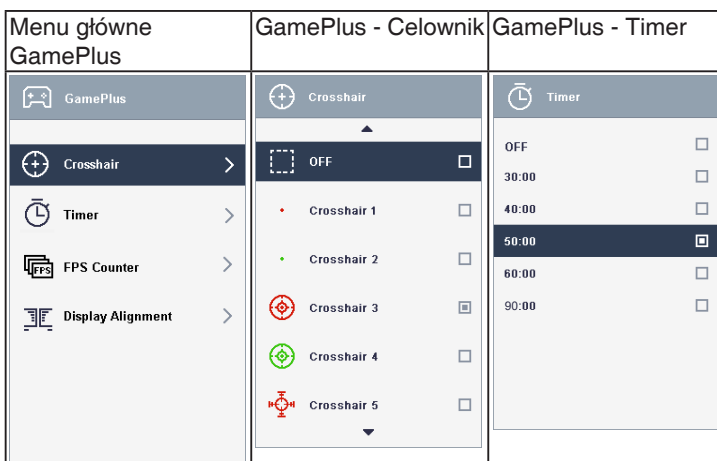 Menu główne
GamePlus
GamePlus - Celownik
GamePlus - Timer
GamePlus
Crosshair
Timer
FPS
FPS Counter
Display Alignment
Crosshair
OFF
Crosshair 1
Crosshair 2
Crosshair 3
Crosshair 4
Crosshair 5
Timer
OFF
30:00
40:00
50:00
60:00
90:00